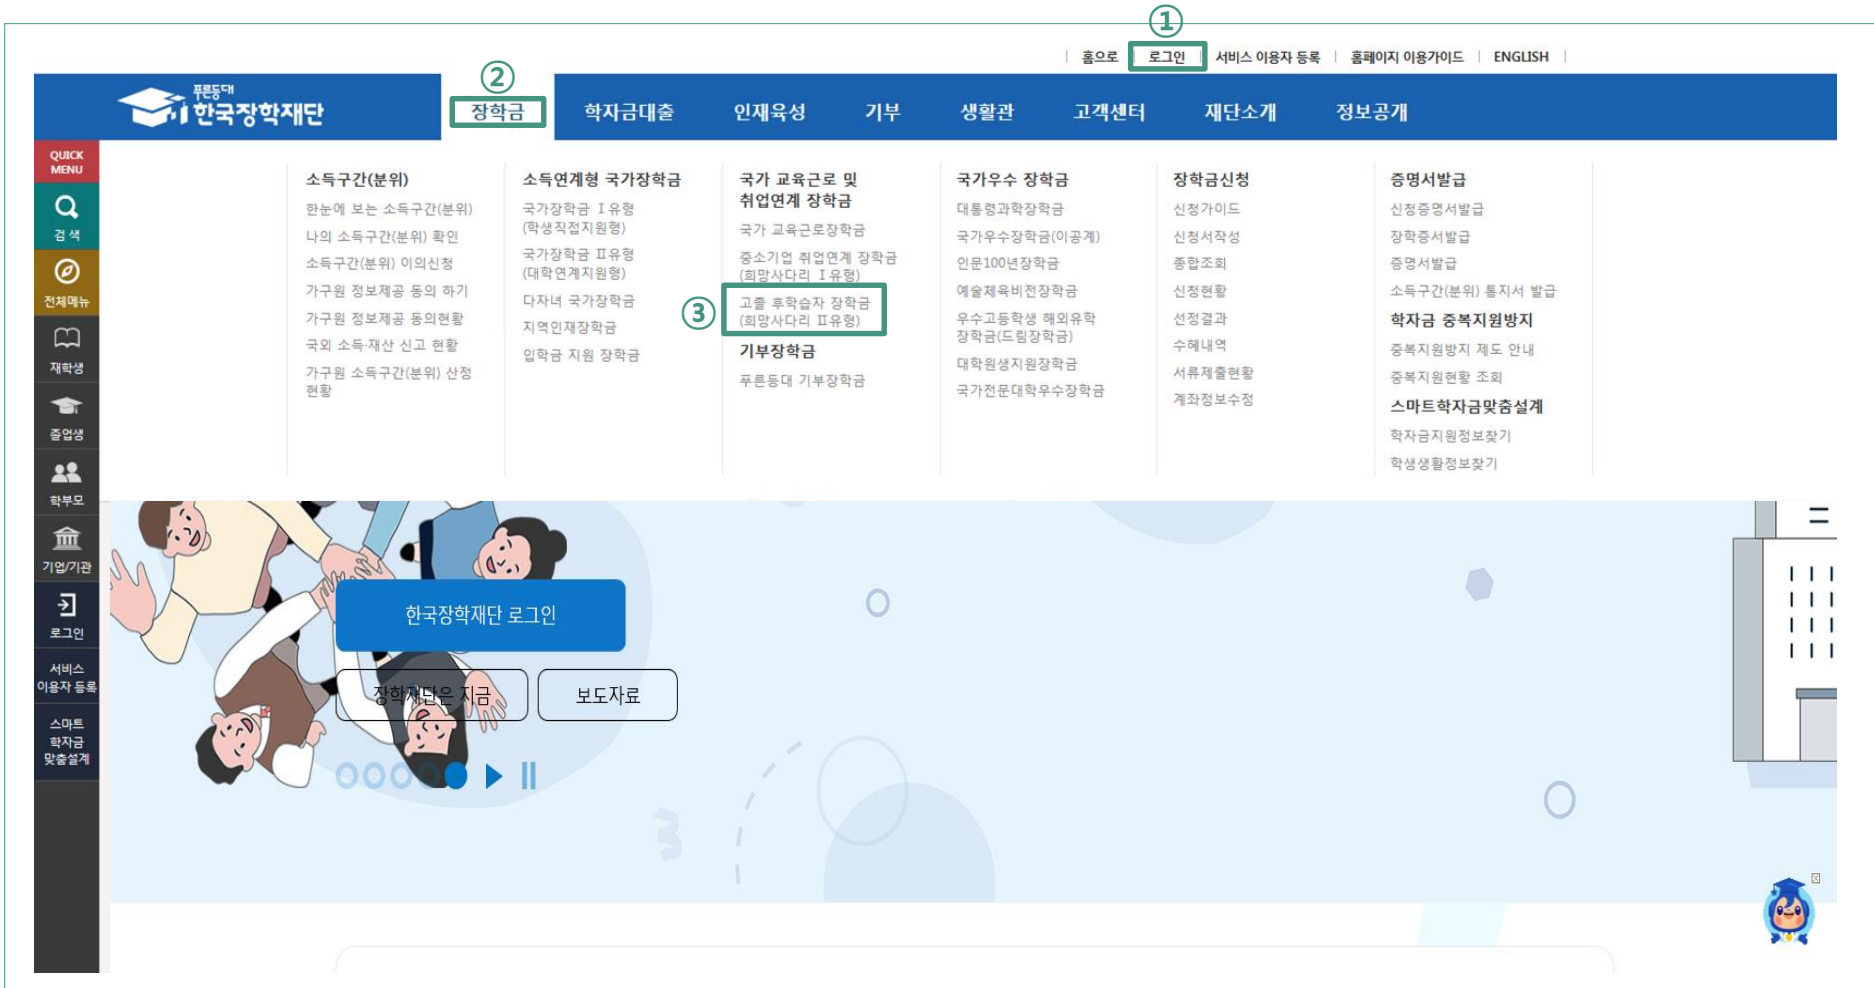 ①
홈으로 로그인 서비스 이용자 등록 홈페이지 이용가이드 ENGLISH
②
푸른등대
한국장학재단
장학금 학자금대출 인재육성 기부 생활관 고객센터 재단소개 정보공개
QUICK
MENU
검색
전체메뉴
재학생
졸업생
학부모
기업/기관
로그인
서비스
이용자 등록
스마트
학자금
맞춤설계
소득구간(분위)
한눈에 보는 소득구간(분위)
나의 소득구간(분위) 확인
소득구간(분위) 이의신청
가구원 정보제공 동의 하기
가구원 정보제공 동의현황
국외 소득·재산 신고 현황
가구원 소득구간(분위) 산정
현황
소득연계형 국가장학금
국가장학금 Ⅰ유형
(학생직접지원형)
국가장학금 Ⅱ유형
(대학연계지원형)
다자녀 국가장학금
지역인재장학금
입학금 지원 장학금
국가 교육근로 및
취업연계 장학금
국가 교육근로장학금
중소기업 취업연계 장학금
(희망사다리 Ⅰ유형)
③
고졸 후학습자 장학금
(희망사다리 Ⅱ유형)
기부장학금
푸른등대 기부장학금
국가우수 장학금
대통령과학장학금
국가우수장학금(이공계)
인문100년장학금
예술체육비전장학금
우수고등학생 해외유학
장학금(드림장학금)
대학원생지원장학금
국가전문대학우수장학금
장학금신청
신청가이드
신청서작성
종합조회
신청현황
선정결과
수혜내역
서류제출현황
계좌정보수정
증명서발급
신청증명서발급
장학증서발급
증명서발급
소득구간(분위) 통지서 발급
학자금 중복지원방지
중복지원방지 제도 안내
중복지원현황 조회
스마트학자금맞춤설계
학자금지원정보찾기
학생생활정보찾기
한국장학재단 로그인
장학재단은 지금 보도자료